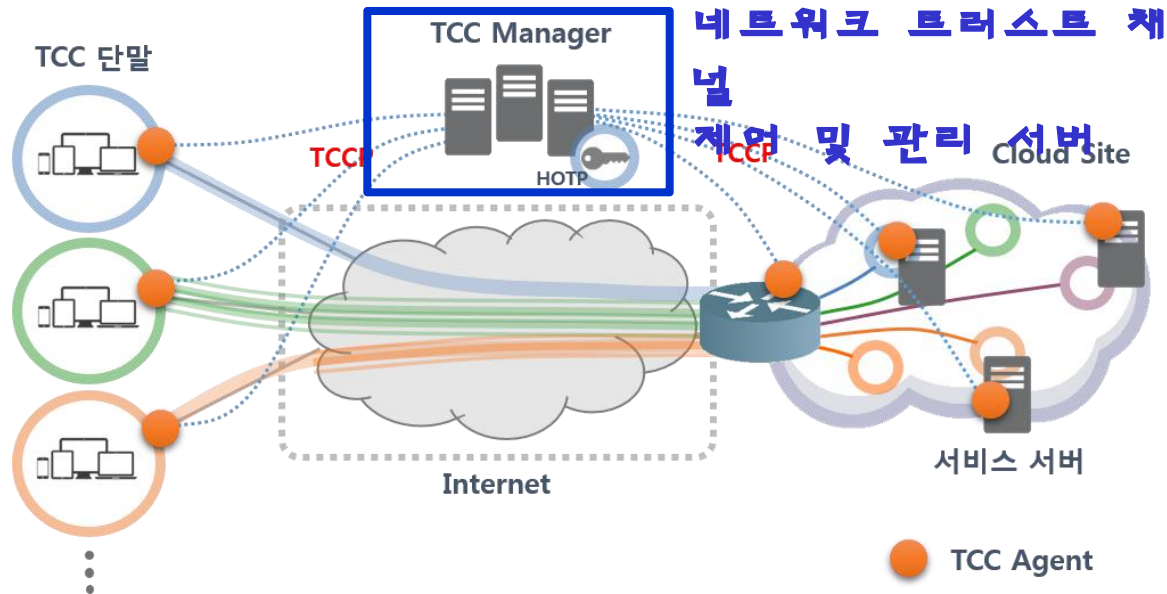 TCC Manager
네트워크 트러스트 채
널
제어 및 관리 서버
TCC 단말
TCCP
TCCP
Cloud Site
HOTP
Internet
서비스 서버
TCC Agent